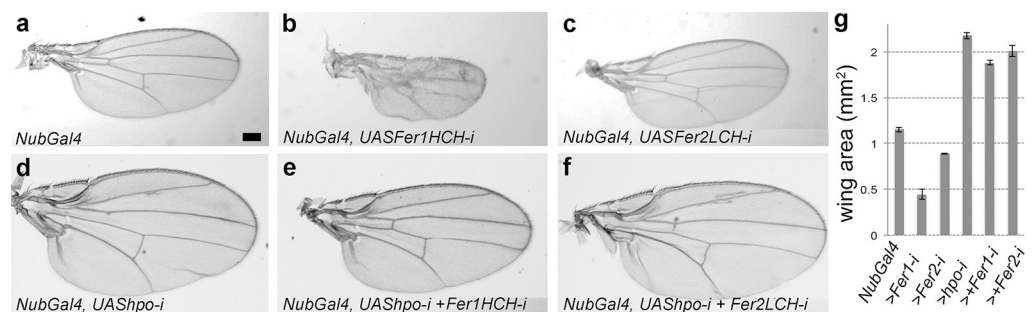 a
NubGal4
b
NubGal4, UASFer1HCH-i
c
NubGal4, UASFer2LCH-i
d
NubGal4, UAShpo-i
e
NubGal4, UAShpo-i +Fer1HCH-i
f
NubGal4, UAShpo-i + Fer2LCH-i
g
wing area (mm²)
2
1.5
1
0.5
0
NubGal4
>Fer1-i
>Fer2-i
>hpo-i
>+Fer1-i
>+Fer2-i